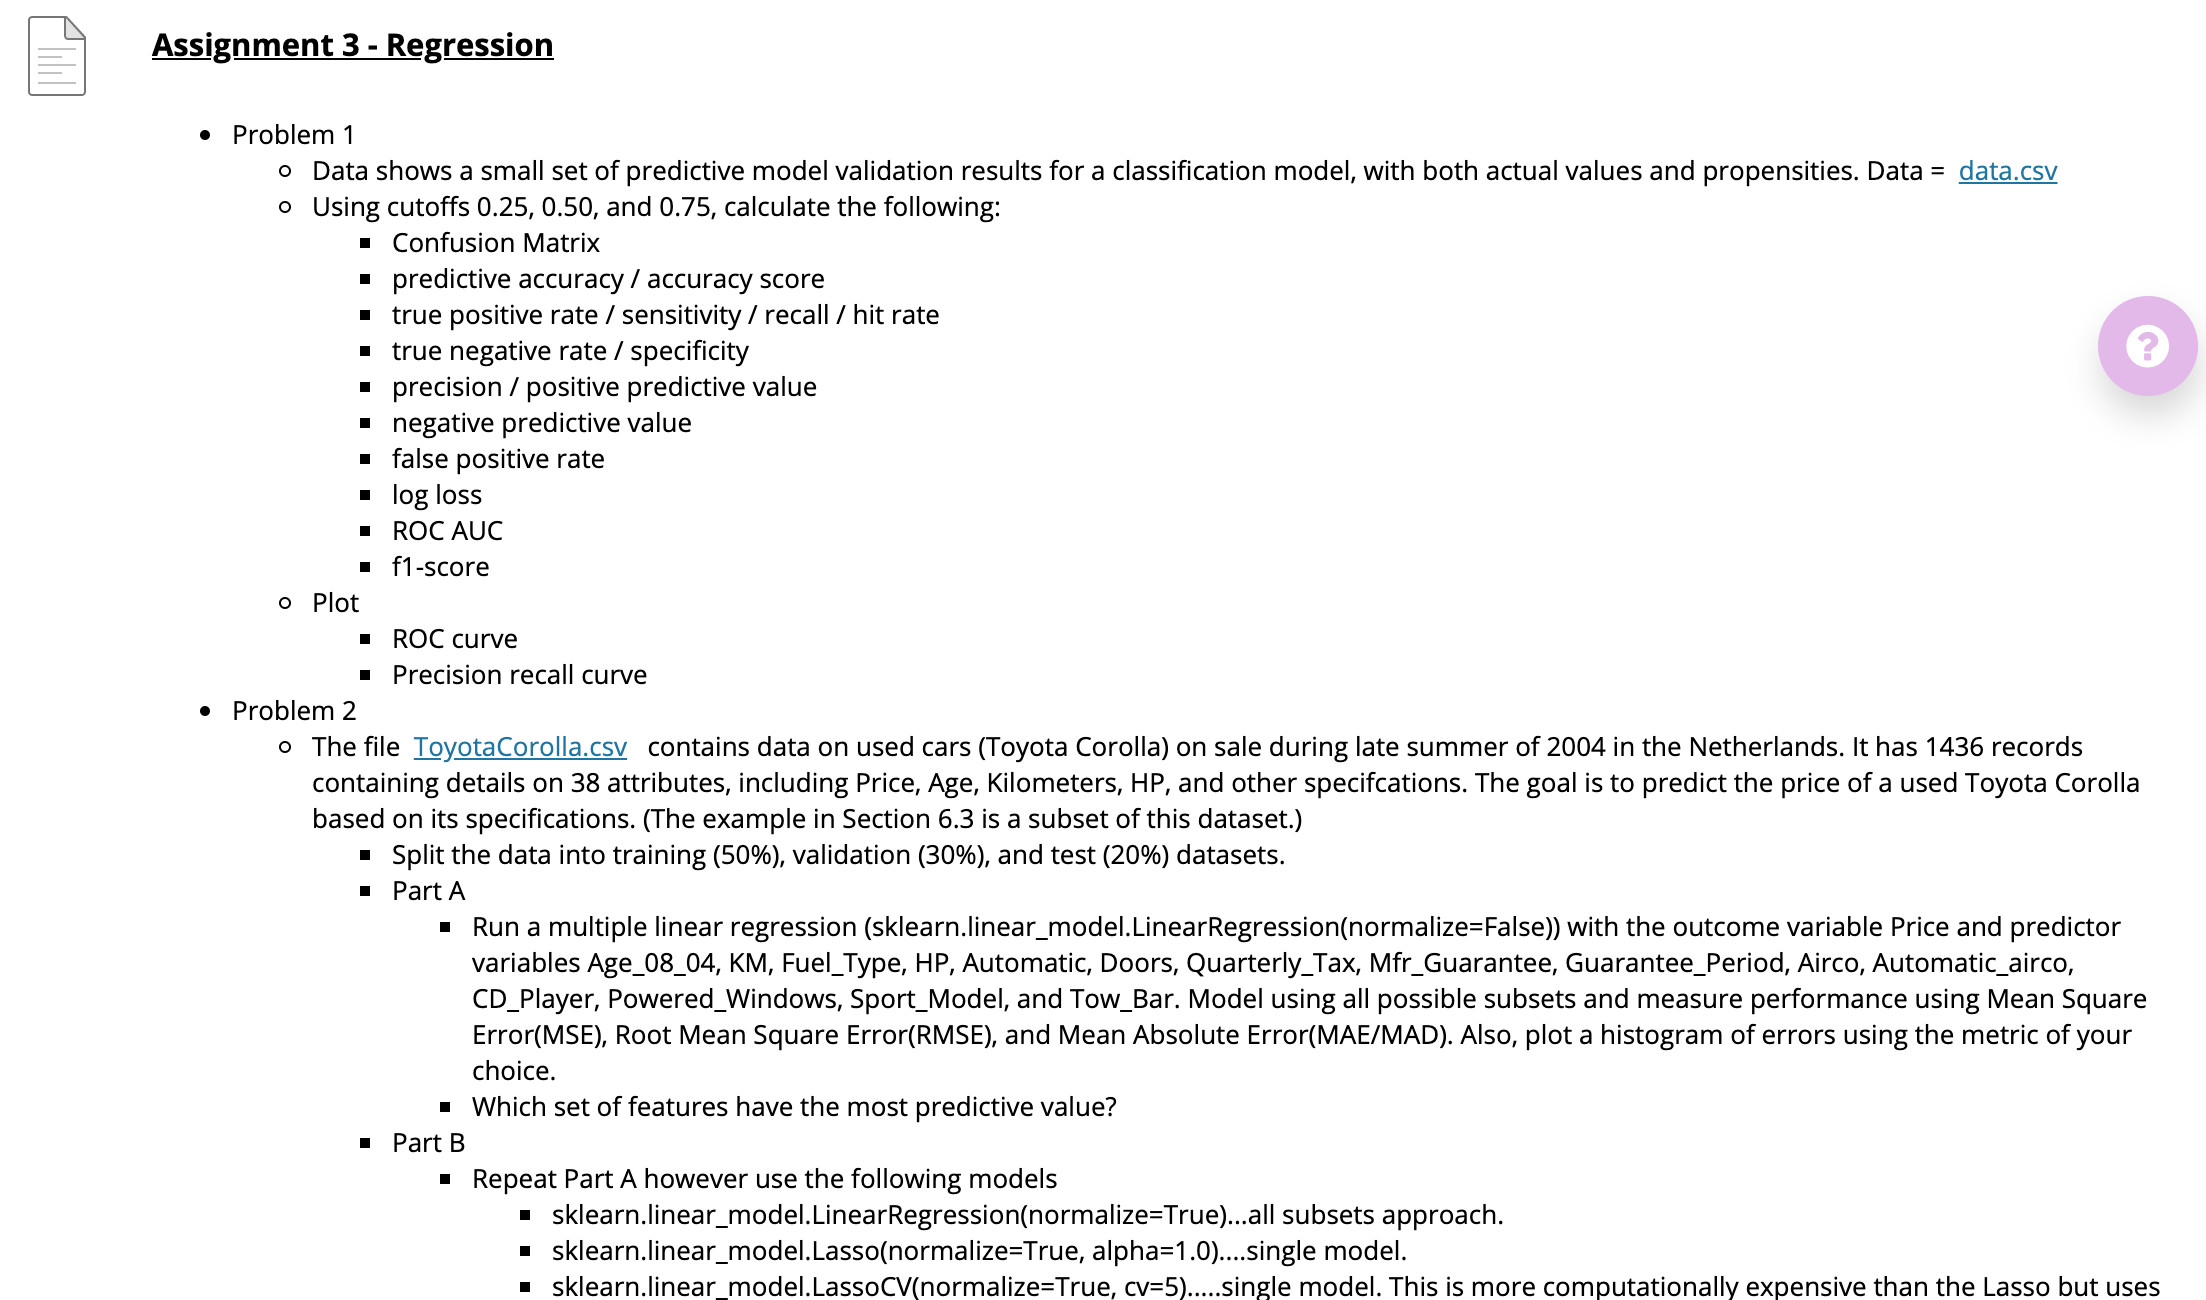 Assignment 3 - Regression
Problem 1
Data shows a small set of predictive model validation results for a classification model, with both actual values and propensities. Data = data.csv
Using cutoffs 0.25, 0.50, and 0.75, calculate the following:
Confusion Matrix
predictive accuracy / accuracy score
true positive rate / sensitivity / recall / hit rate
true negative rate / specificity
precision / positive predictive value
negative predictive value
false positive rate
log loss
ROC AUC
f1-score
Plot
ROC curve
Precision recall curve
Problem 2
The file ToyotaCorolla.csv contains data on used cars (Toyota Corolla) on sale during late summer of 2004 in the Netherlands. It has 1436 records
containing details on 38 attributes, including Price, Age, Kilometers, HP, and other specifcations. The goal is to predict the price of a used Toyota Corolla
based on its specifications. (The example in Section 6.3 is a subset of this dataset.)
Split the data into training (50%), validation (30%), and test (20%) datasets.
Part A
Run a multiple linear regression (sklearn.linear_model.LinearRegression(normalize=False)) with the outcome variable Price and predictor
variables Age_08_04, KM, Fuel_Type, HP, Automatic, Doors, Quarterly_Tax, Mfr_Guarantee, Guarantee_Period, Airco, Automatic_airco,
CD_Player, Powered_Windows, Sport_Model, and Tow_Bar. Model using all possible subsets and measure performance using Mean Square
Error(MSE), Root Mean Square Error(RMSE), and Mean Absolute Error(MAE/MAD). Also, plot a histogram of errors using the metric of your
choice.
Which set of features have the most predictive value?
Part B
Repeat Part A however use the following models
sklearn.linear_model.LinearRegression(normalize=True)...all subsets approach.
sklearn.linear_model.Lasso(normalize=True, alpha=1.0)....single model.
sklearn.linear_model.LassoCV(normalize=True, cv=5).....single model. This is more computationally expensive than the Lasso but uses
?